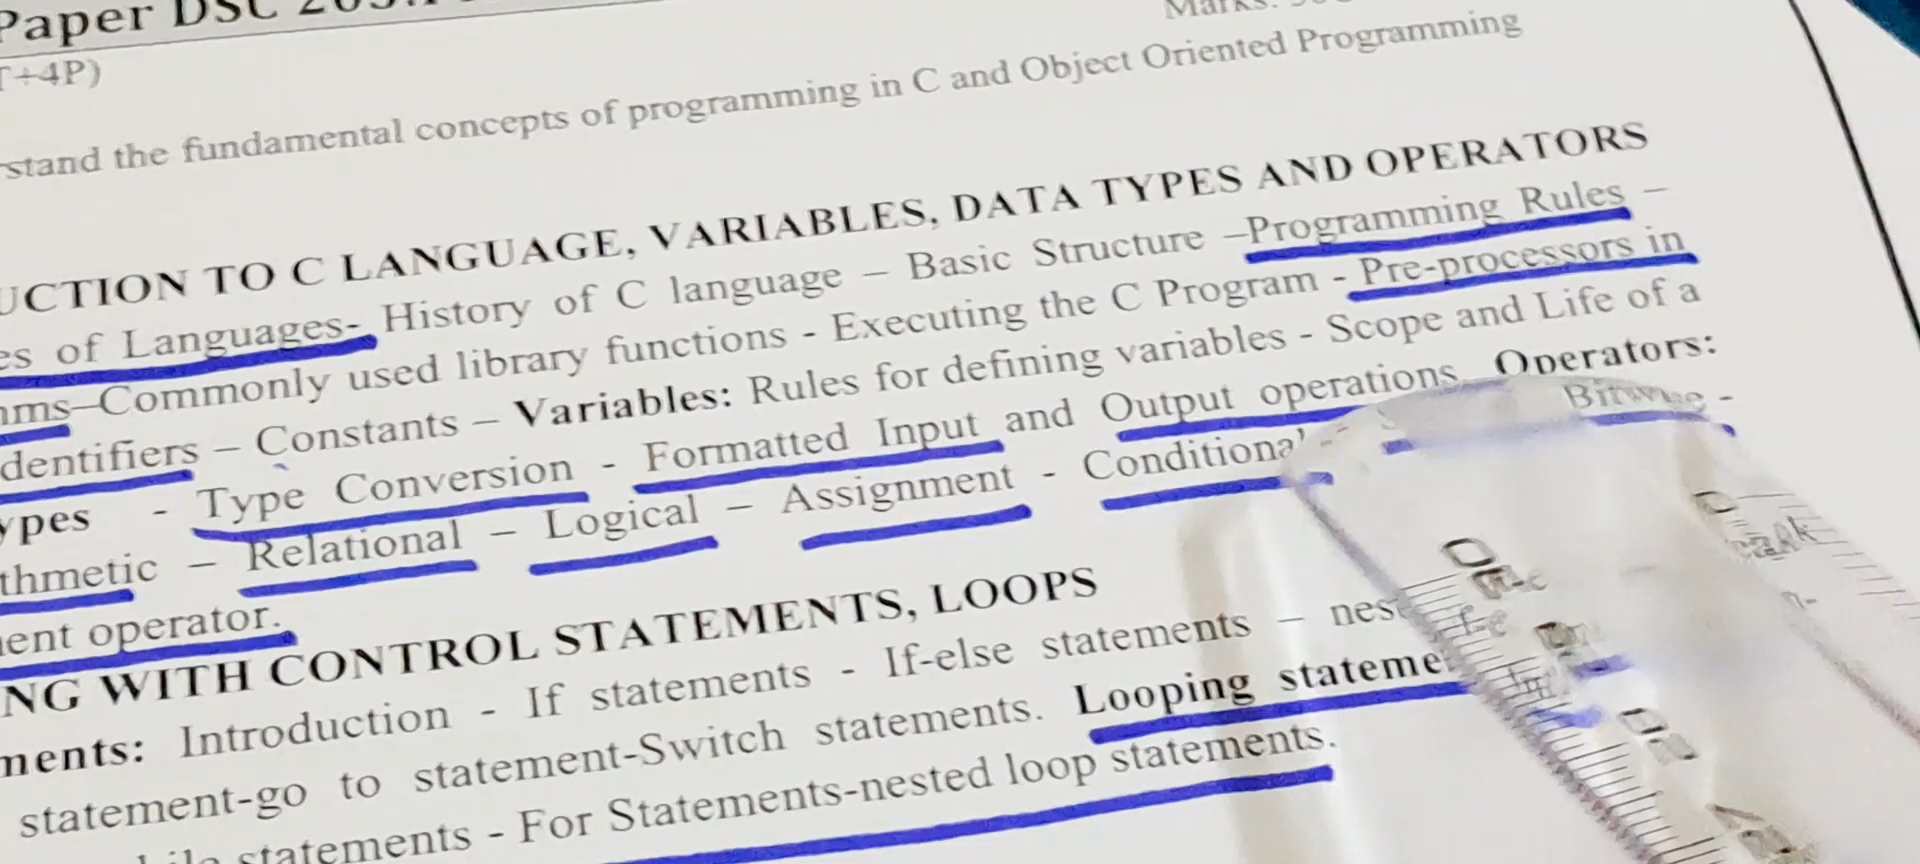 Paper DSC
Marks:
+4P)
stand the fundamental concepts of programming in C and Object Oriented Programming
UCTION TO C LANGUAGE, VARIABLES, DATA TYPES AND OPERATORS
es of Languages- History of C language – Basic Structure –Programming Rules –
ms–Commonly used library functions - Executing the C Program - Pre-processors in
dentifiers – Constants – Variables: Rules for defining variables - Scope and Life of a
ypes - Type Conversion - Formatted Input and Output operations. Operators:
thmetic – Relational – Logical – Assignment - Conditional - Bitwise -
ent operator.
NG WITH CONTROL STATEMENTS, LOOPS
ments: Introduction - If statements - If-else statements – nes
statement-go to statement-Switch statements. Looping stateme
statements - For Statements-nested loop statements.